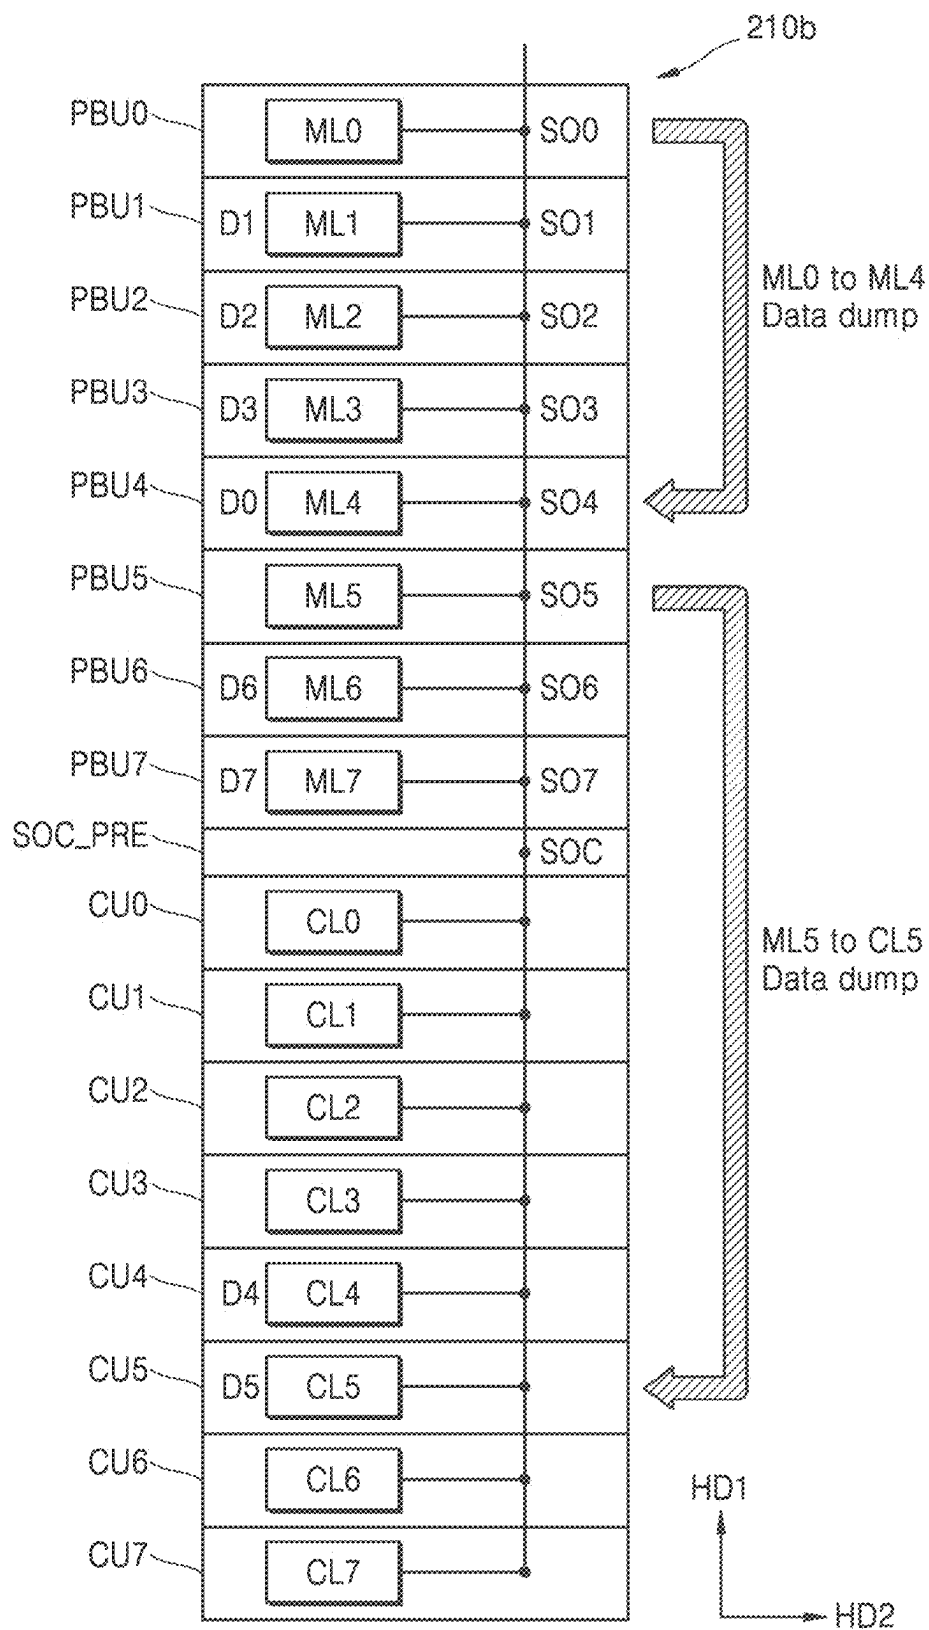 210b
PBU0 ML0 SO0
PBU1 D1 ML1 SO1
PBU2 D2 ML2 SO2
ML0 to ML4
Data dump
PBU3 D3 ML3 SO3
PBU4 D0 ML4 SO4
PBU5 ML5 SO5
PBU6 D6 ML6 SO6
PBU7 D7 ML7 SO7
SOC_PRE SOC
CU0 CL0
ML5 to CL5
Data dump
CU1 CL1
CU2 CL2
CU3 CL3
CU4 D4 CL4
CU5 D5 CL5
CU6 CL6
HD1
CU7 CL7
HD2